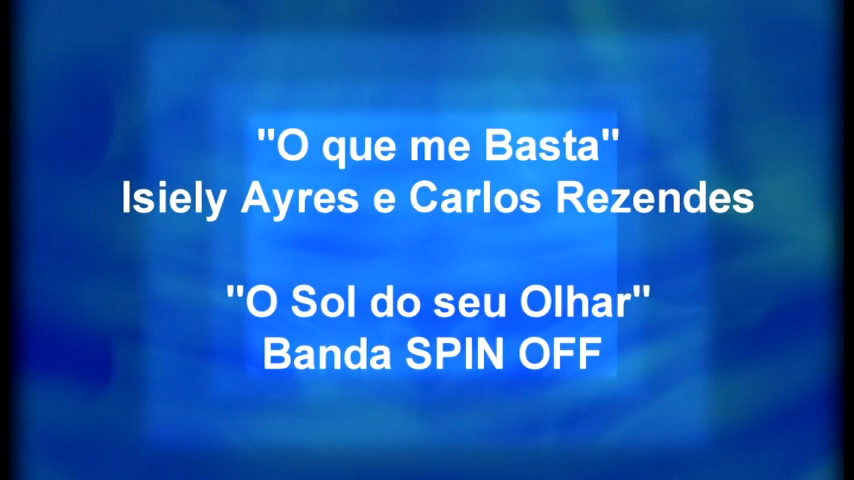 "O que me Basta"
Isiely Ayres e Carlos Rezendes
"O Sol do seu Olhar"
Banda SPIN OFF